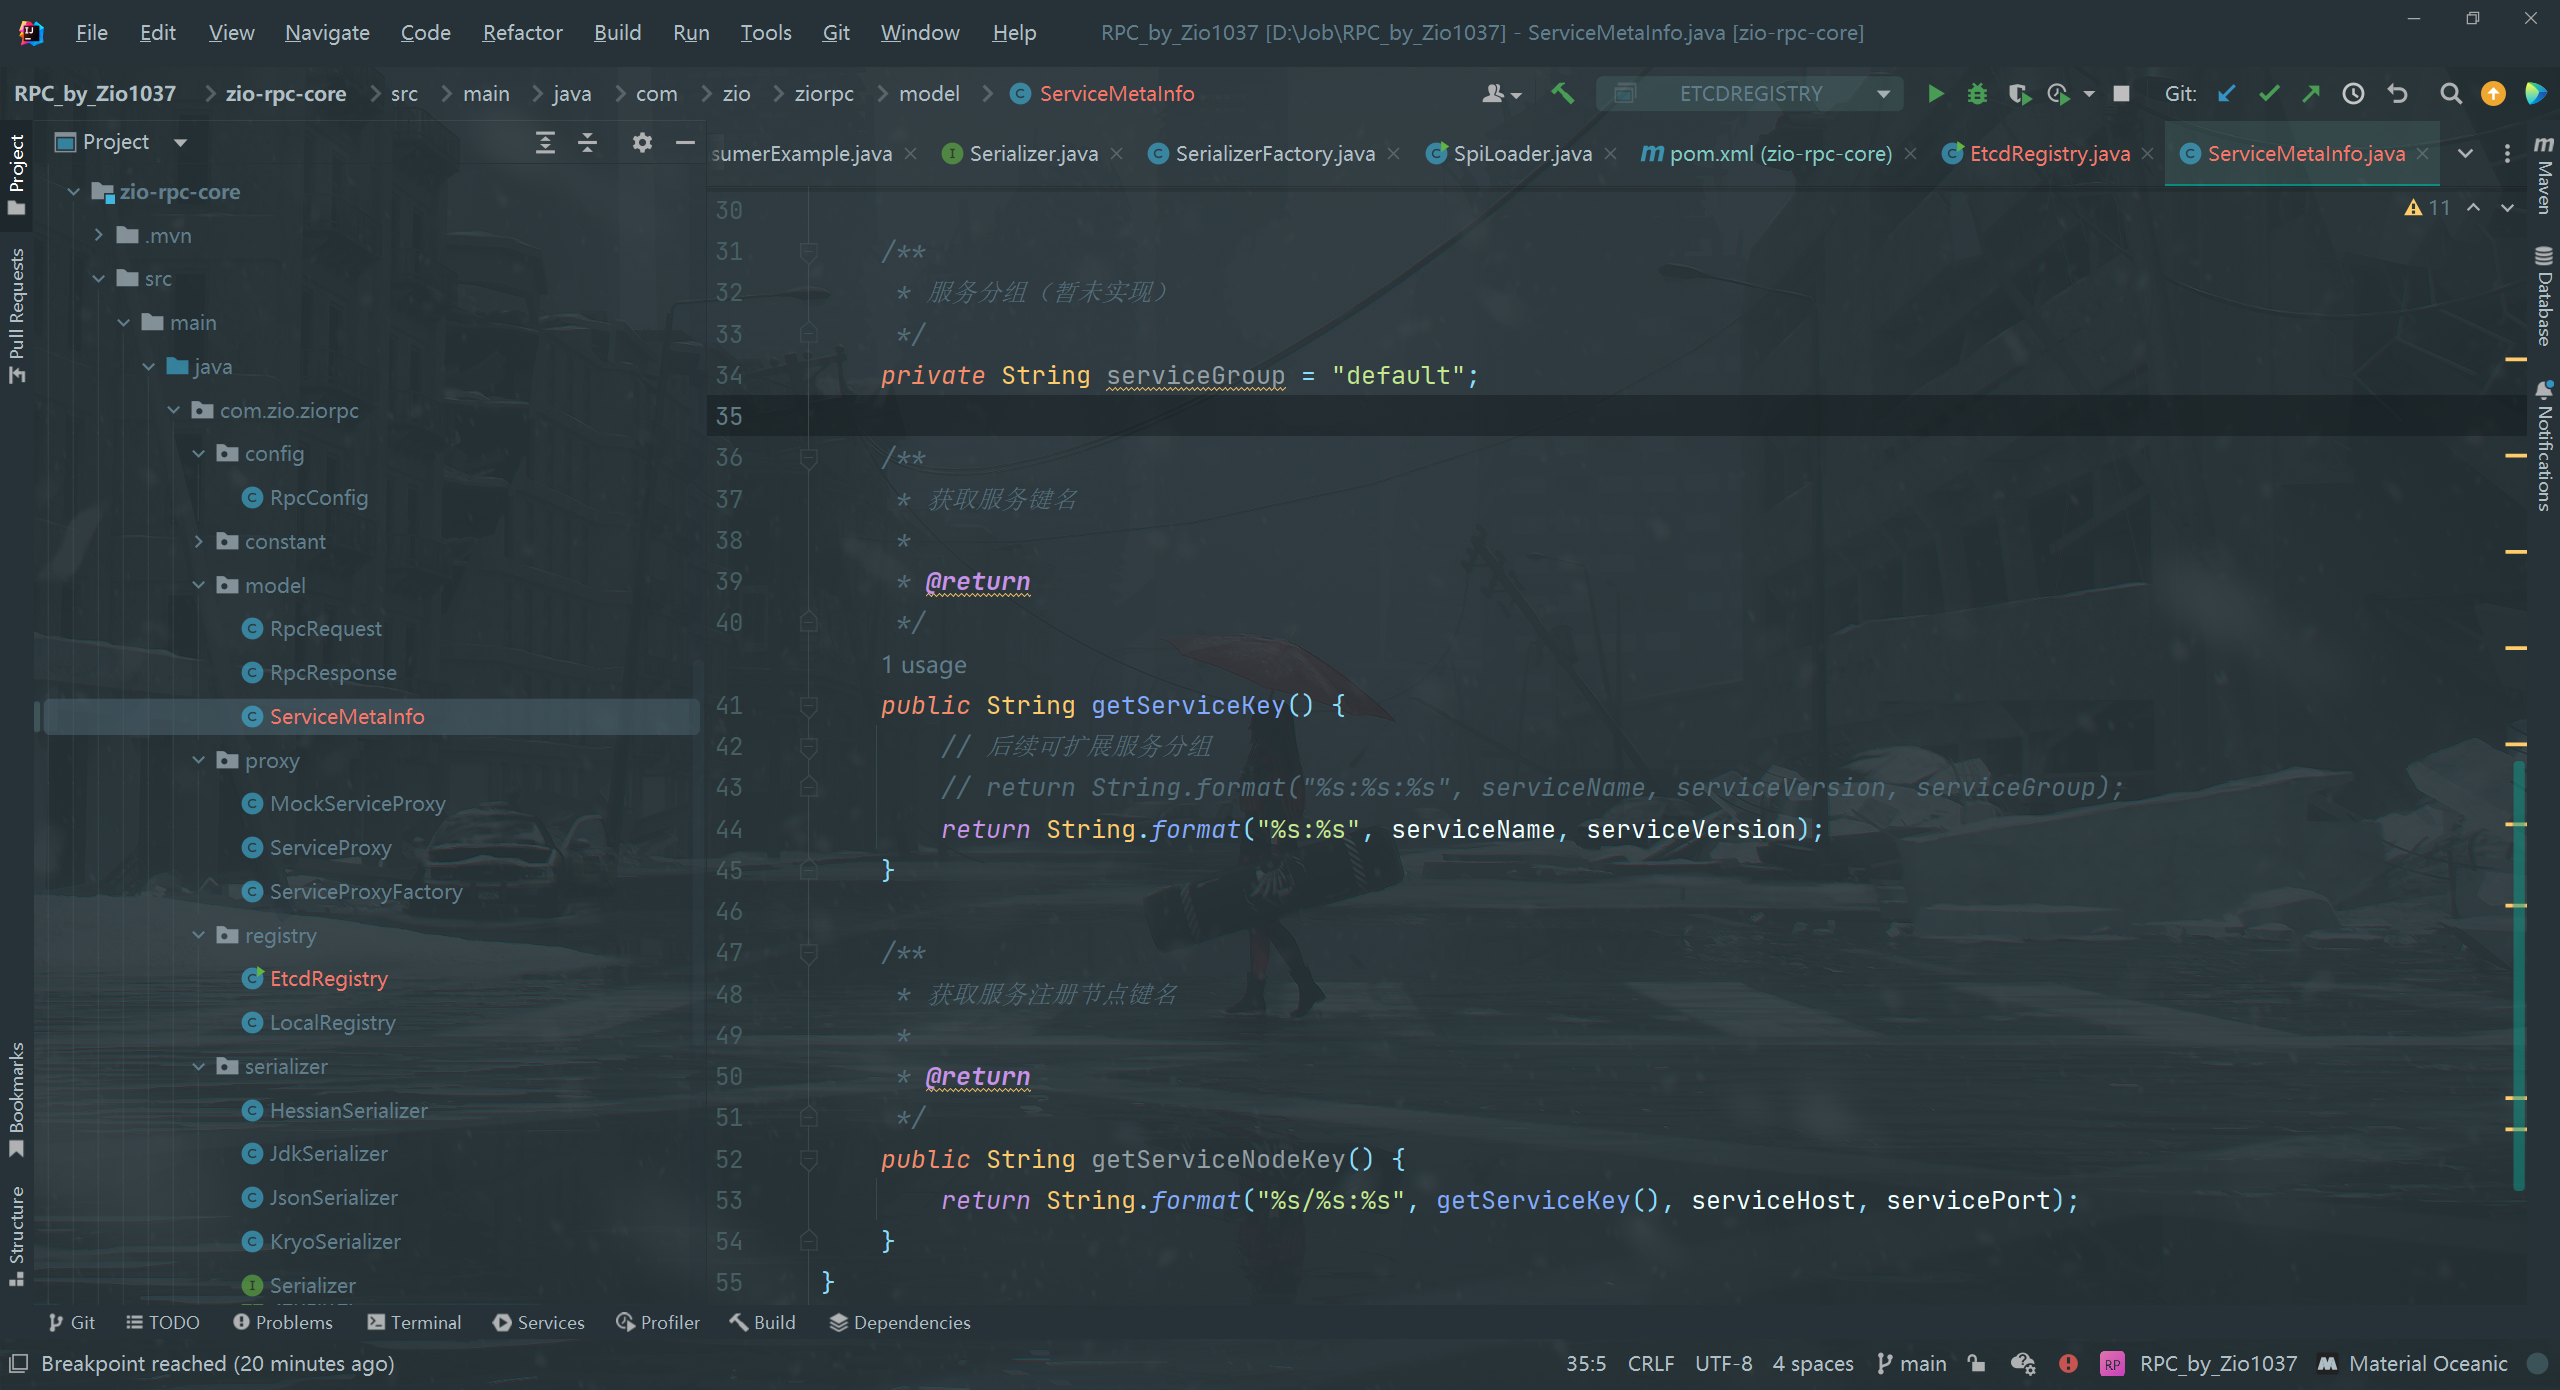 File Edit View Navigate Code Refactor Build Run Tools Git Window Help RPC_by_Zio1037 [D:\Job\RPC_by_Zio1037] - ServiceMetaInfo.java [zio-rpc-core]
RPC_by_Zio1037 zio-rpc-core src main java com zio ziorpc model ServiceMetaInfo ETCDREGISTRY Git:
Project
sumerExample.java Serializer.java SerializerFactory.java SpiLoader.java pom.xml (zio-rpc-core) EtcdRegistry.java ServiceMetaInfo.java
Project
Pull Requests
Bookmarks
Structure
zio-rpc-core
.mvn
src
main
java
com.zio.ziorpc
config
RpcConfig
constant
model
RpcRequest
RpcResponse
ServiceMetaInfo
proxy
MockServiceProxy
ServiceProxy
ServiceProxyFactory
registry
EtcdRegistry
LocalRegistry
serializer
HessianSerializer
JdkSerializer
JsonSerializer
KryoSerializer
Serializer
11
30
31 /**
32 * 服务分组（暂未实现）
33 */
34 private String serviceGroup = "default";
35
36 /**
37 * 获取服务键名
38 *
39 * @return
40 */
1 usage
41 public String getServiceKey() {
42 // 后续可扩展服务分组
43 // return String.format("%s:%s:%s", serviceName, serviceVersion, serviceGroup);
44 return String.format("%s:%s", serviceName, serviceVersion);
45 }
46
47 /**
48 * 获取服务注册节点键名
49 *
50 * @return
51 */
52 public String getServiceNodeKey() {
53 return String.format("%s/%s:%s", getServiceKey(), serviceHost, servicePort);
54 }
55 }
Maven
Database
Notifications
Git TODO Problems Terminal Services Profiler Build Dependencies
Breakpoint reached (20 minutes ago) 35:5 CRLF UTF-8 4 spaces main RP RPC_by_Zio1037 Material Oceanic